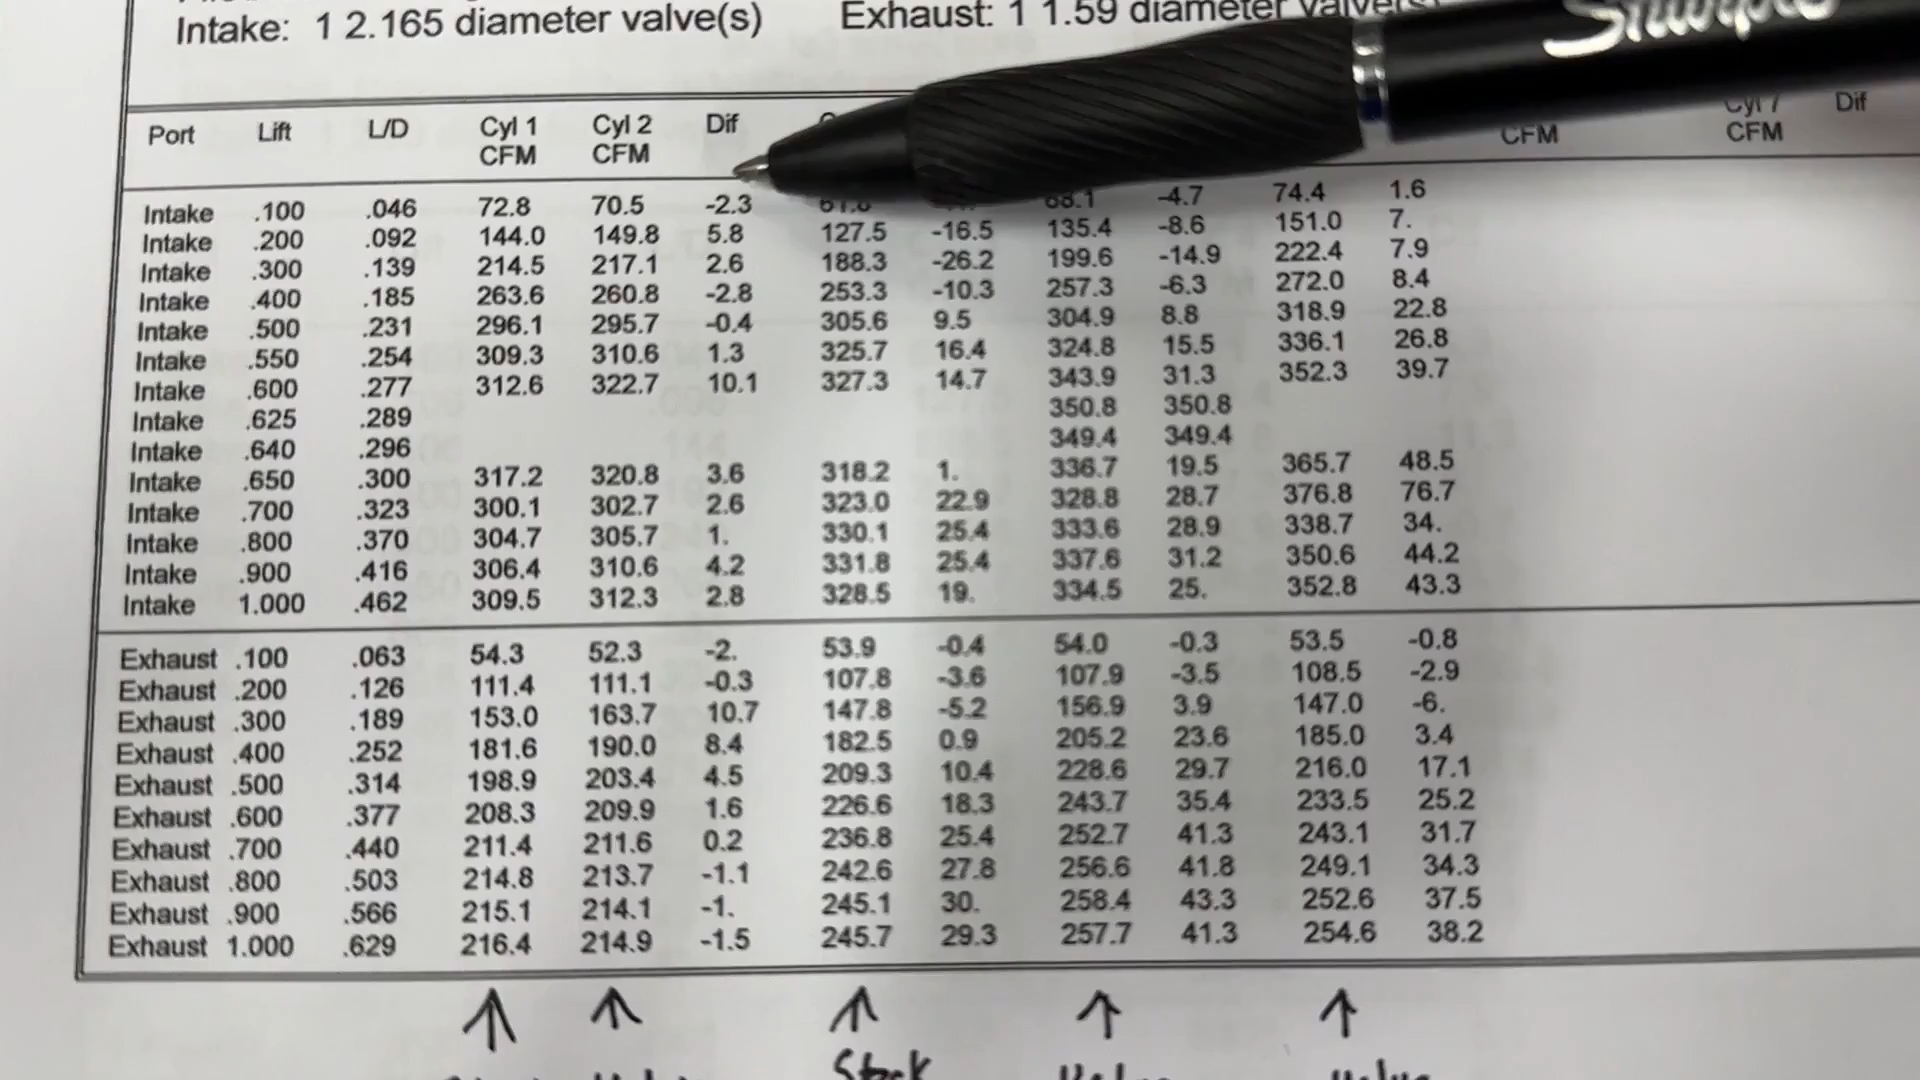 Intake: 1 2.165 diameter valve(s) Exhaust: 1 1.59 diameter valve(s)
Sharpie
Port Lift L/D Cyl 1 CFM Cyl 2 CFM Dif CFM Cyl 7 CFM Dif
Intake .100 .046 72.8 70.5 -2.3 68.1 -4.7 74.4 1.6
Intake .200 .092 144.0 149.8 5.8 127.5 -16.5 135.4 -8.6 151.0 7.
Intake .300 .139 214.5 217.1 2.6 188.3 -26.2 199.6 -14.9 222.4 7.9
Intake .400 .185 263.6 260.8 -2.8 253.3 -10.3 257.3 -6.3 272.0 8.4
Intake .500 .231 296.1 295.7 -0.4 305.6 9.5 304.9 8.8 318.9 22.8
Intake .550 .254 309.3 310.6 1.3 325.7 16.4 324.8 15.5 336.1 26.8
Intake .600 .277 312.6 322.7 10.1 327.3 14.7 343.9 31.3 352.3 39.7
Intake .625 .289 350.8 350.8
Intake .640 .296 349.4 349.4
Intake .650 .300 317.2 320.8 3.6 318.2 1. 336.7 19.5 365.7 48.5
Intake .700 .323 300.1 302.7 2.6 323.0 22.9 328.8 28.7 376.8 76.7
Intake .800 .370 304.7 305.7 1. 330.1 25.4 333.6 28.9 338.7 34.
Intake .900 .416 306.4 310.6 4.2 331.8 25.4 337.6 31.2 350.6 44.2
Intake 1.000 .462 309.5 312.3 2.8 328.5 19. 334.5 25. 352.8 43.3
Exhaust .100 .063 54.3 52.3 -2. 53.9 -0.4 54.0 -0.3 53.5 -0.8
Exhaust .200 .126 111.4 111.1 -0.3 107.8 -3.6 107.9 -3.5 108.5 -2.9
Exhaust .300 .189 153.0 163.7 10.7 147.8 -5.2 156.9 3.9 147.0 -6.
Exhaust .400 .252 181.6 190.0 8.4 182.5 0.9 205.2 23.6 185.0 3.4
Exhaust .500 .314 198.9 203.4 4.5 209.3 10.4 228.6 29.7 216.0 17.1
Exhaust .600 .377 208.3 209.9 1.6 226.6 18.3 243.7 35.4 233.5 25.2
Exhaust .700 .440 211.4 211.6 0.2 236.8 25.4 252.7 41.3 243.1 31.7
Exhaust .800 .503 214.8 213.7 -1.1 242.6 27.8 256.6 41.8 249.1 34.3
Exhaust .900 .566 215.1 214.1 -1. 245.1 30. 258.4 43.3 252.6 37.5
Exhaust 1.000 .629 216.4 214.9 -1.5 245.7 29.3 257.7 41.3 254.6 38.2
Stock